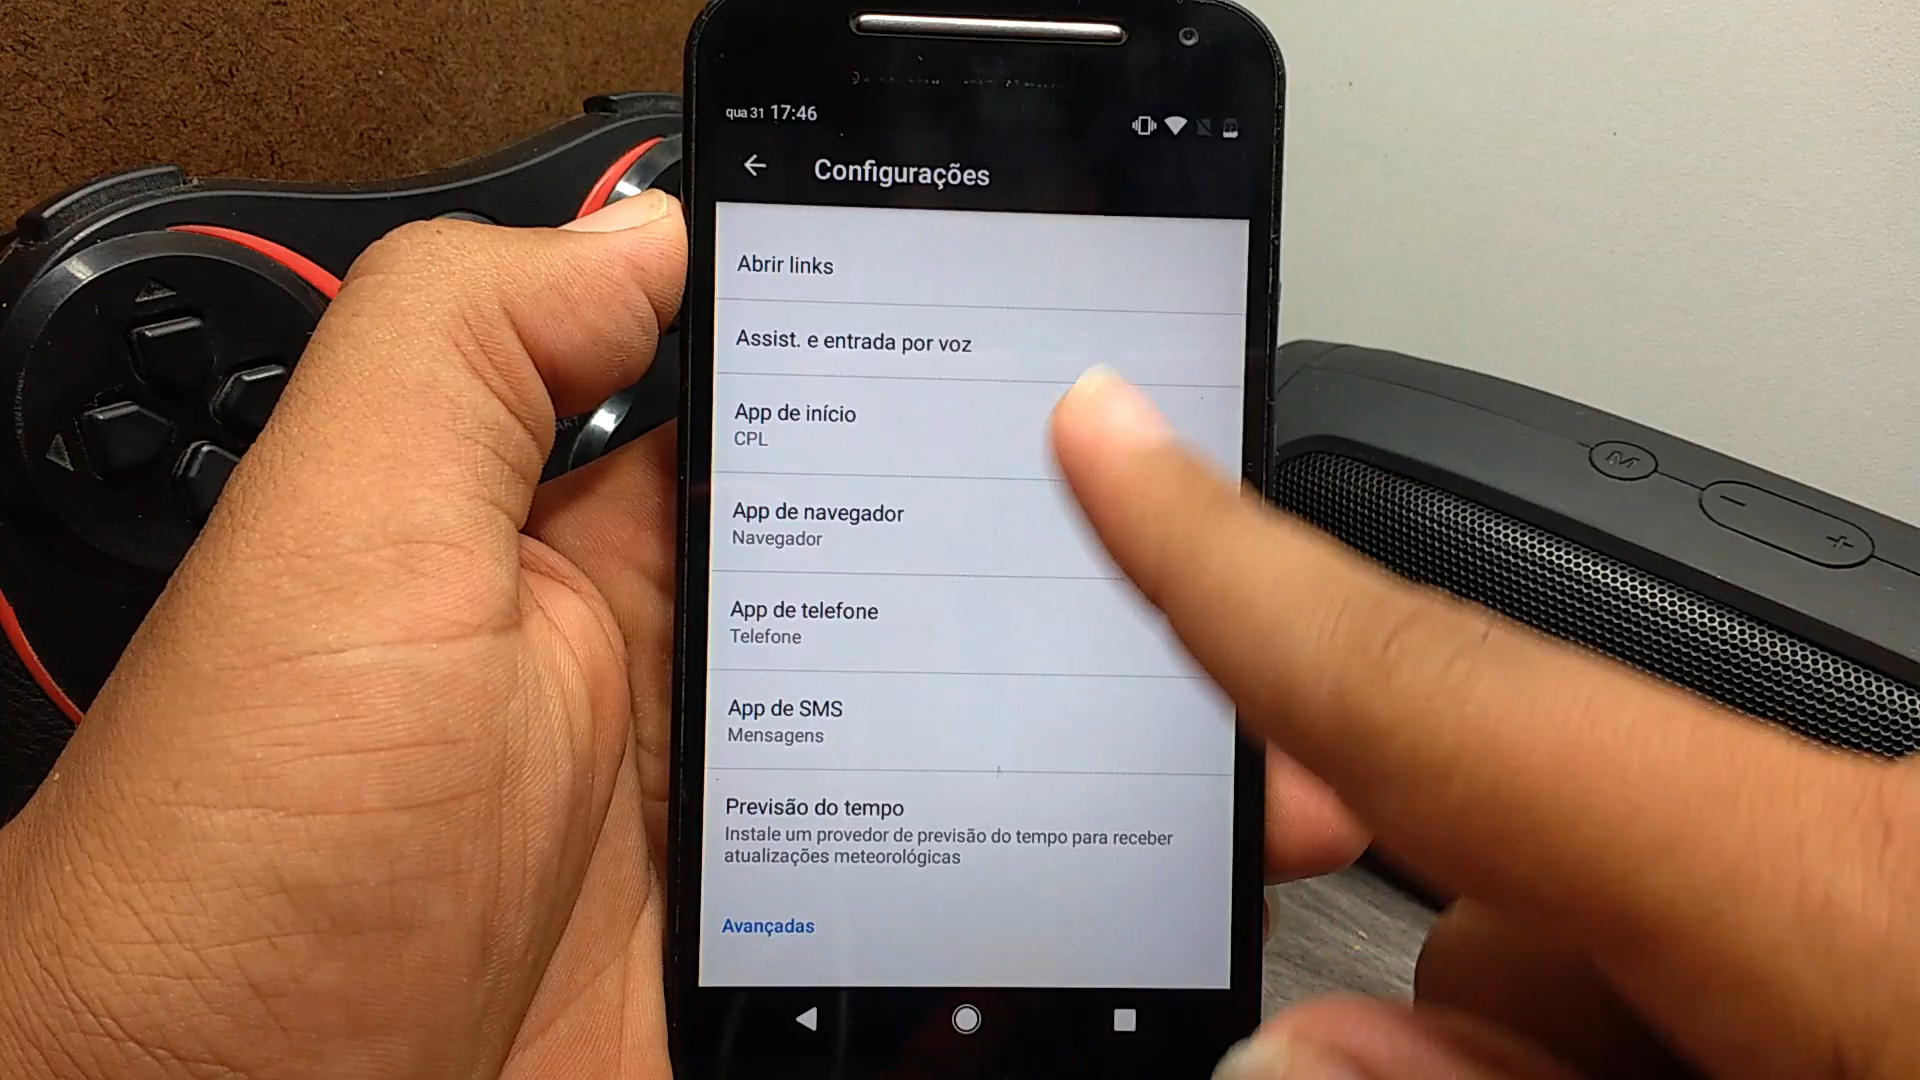 qua 31 17:46
Configurações
Abrir links
Assist. e entrada por voz
App de início
CPL
App de navegador
Navegador
App de telefone
Telefone
App de SMS
Mensagens
Previsão do tempo
Instale um provedor de previsão do tempo para receber
atualizações meteorológicas
Avançadas
M
- +